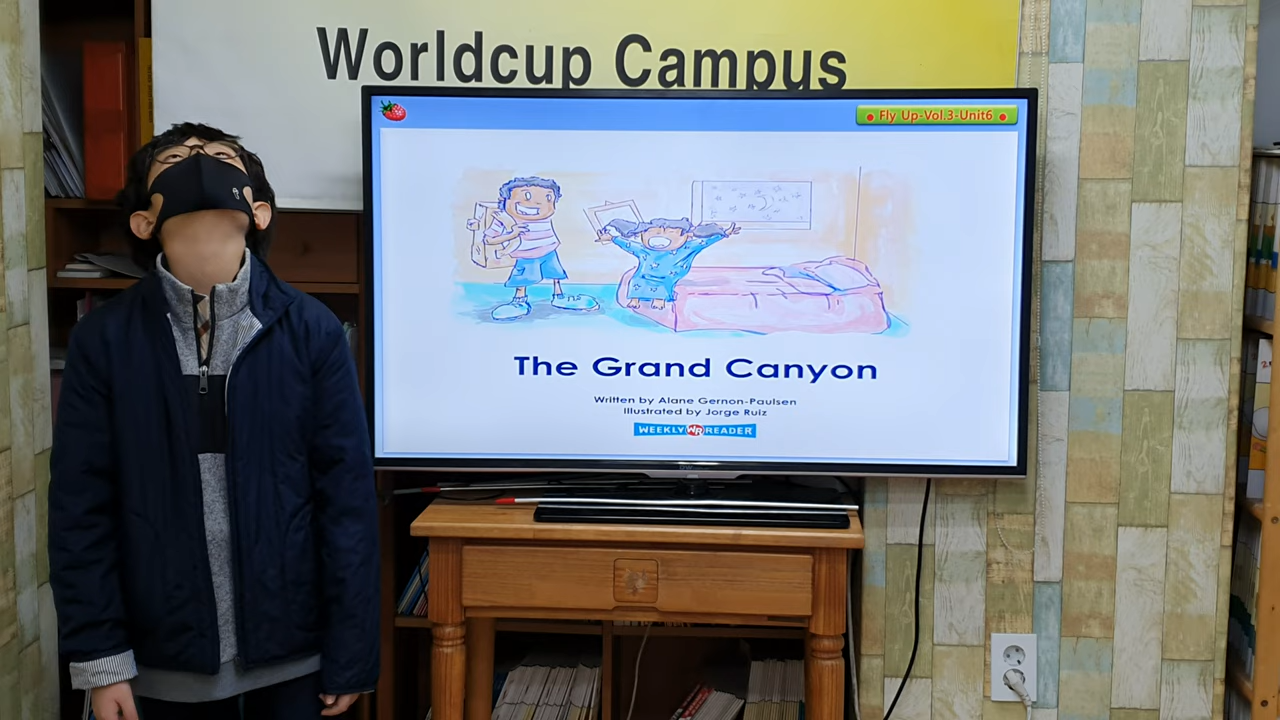 Worldcup Campus
Fly Up-Vol.3-Unit6
The Grand Canyon
Written by Alane Gernon-Paulsen
Illustrated by Jorge Ruiz
WEEKLY WR READER